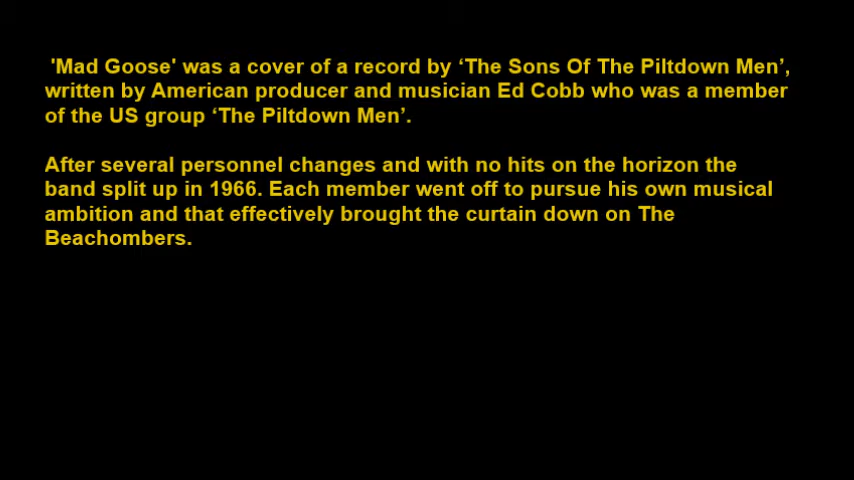 'Mad Goose' was a cover of a record by ‘The Sons Of The Piltdown Men’,
written by American producer and musician Ed Cobb who was a member
of the US group ‘The Piltdown Men’.
After several personnel changes and with no hits on the horizon the
band split up in 1966. Each member went off to pursue his own musical
ambition and that effectively brought the curtain down on The
Beachombers.